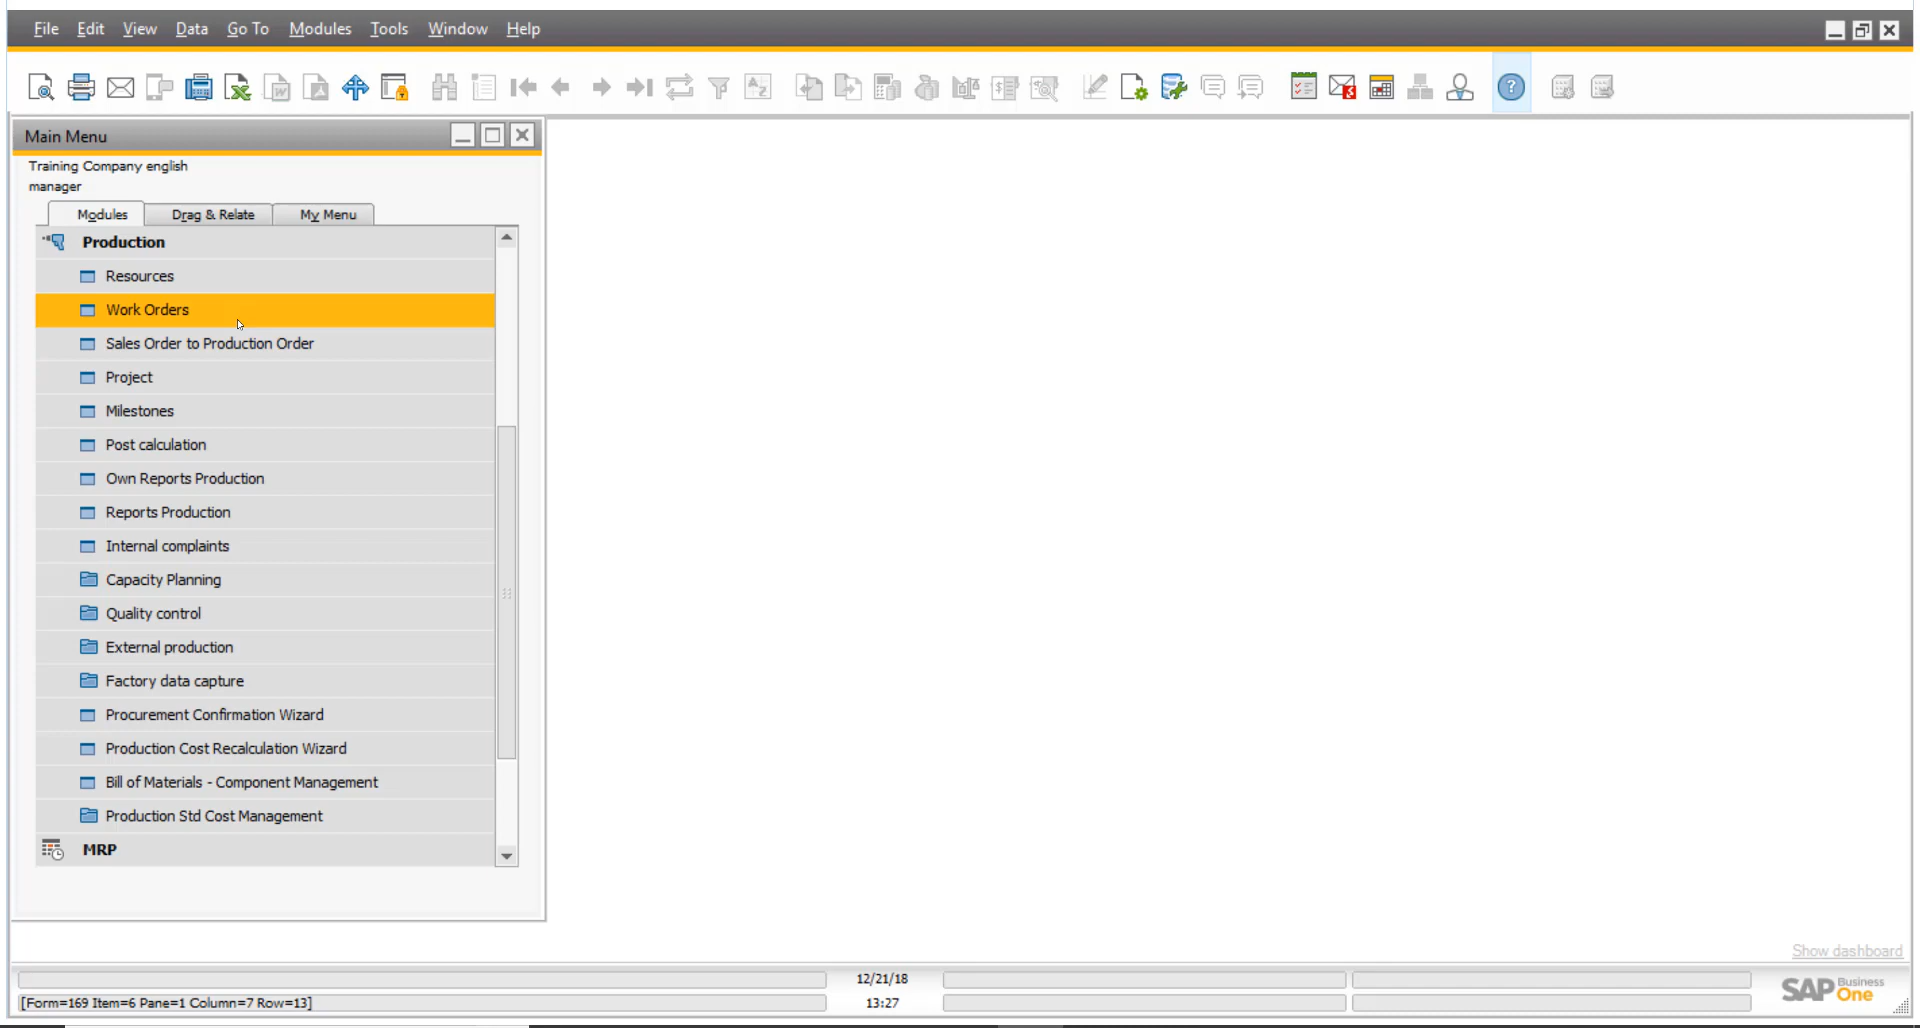 File Edit View Data Go To Modules Tools Window Help
Main Menu
Training Company english
manager
Modules Drag & Relate My Menu
Production
Resources
Work Orders
Sales Order to Production Order
Project
Milestones
Post calculation
Own Reports Production
Reports Production
Internal complaints
Capacity Planning
Quality control
External production
Factory data capture
Procurement Confirmation Wizard
Production Cost Recalculation Wizard
Bill of Materials - Component Management
Production Std Cost Management
MRP
Show dashboard
12/21/18
[Form=169 Item=6 Pane=1 Column=7 Row=13] 13:27
SAP Business One